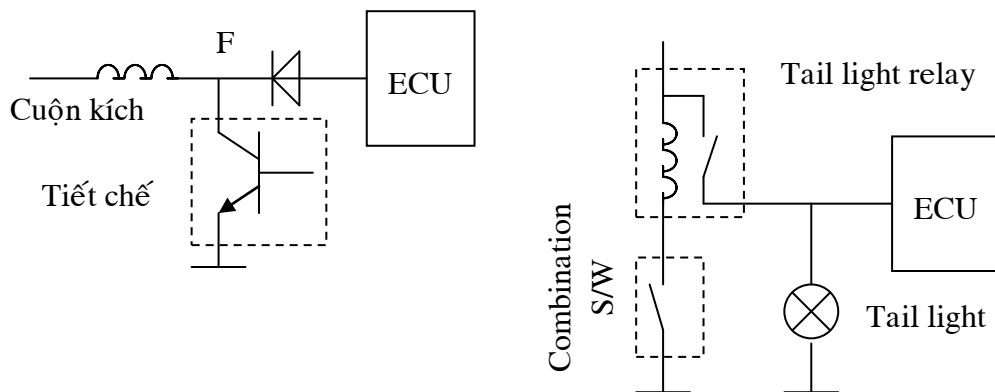 F
ECU
Cuộn kích
Tiết chế
Tail light relay
ECU
Combination
S/W
Tail light